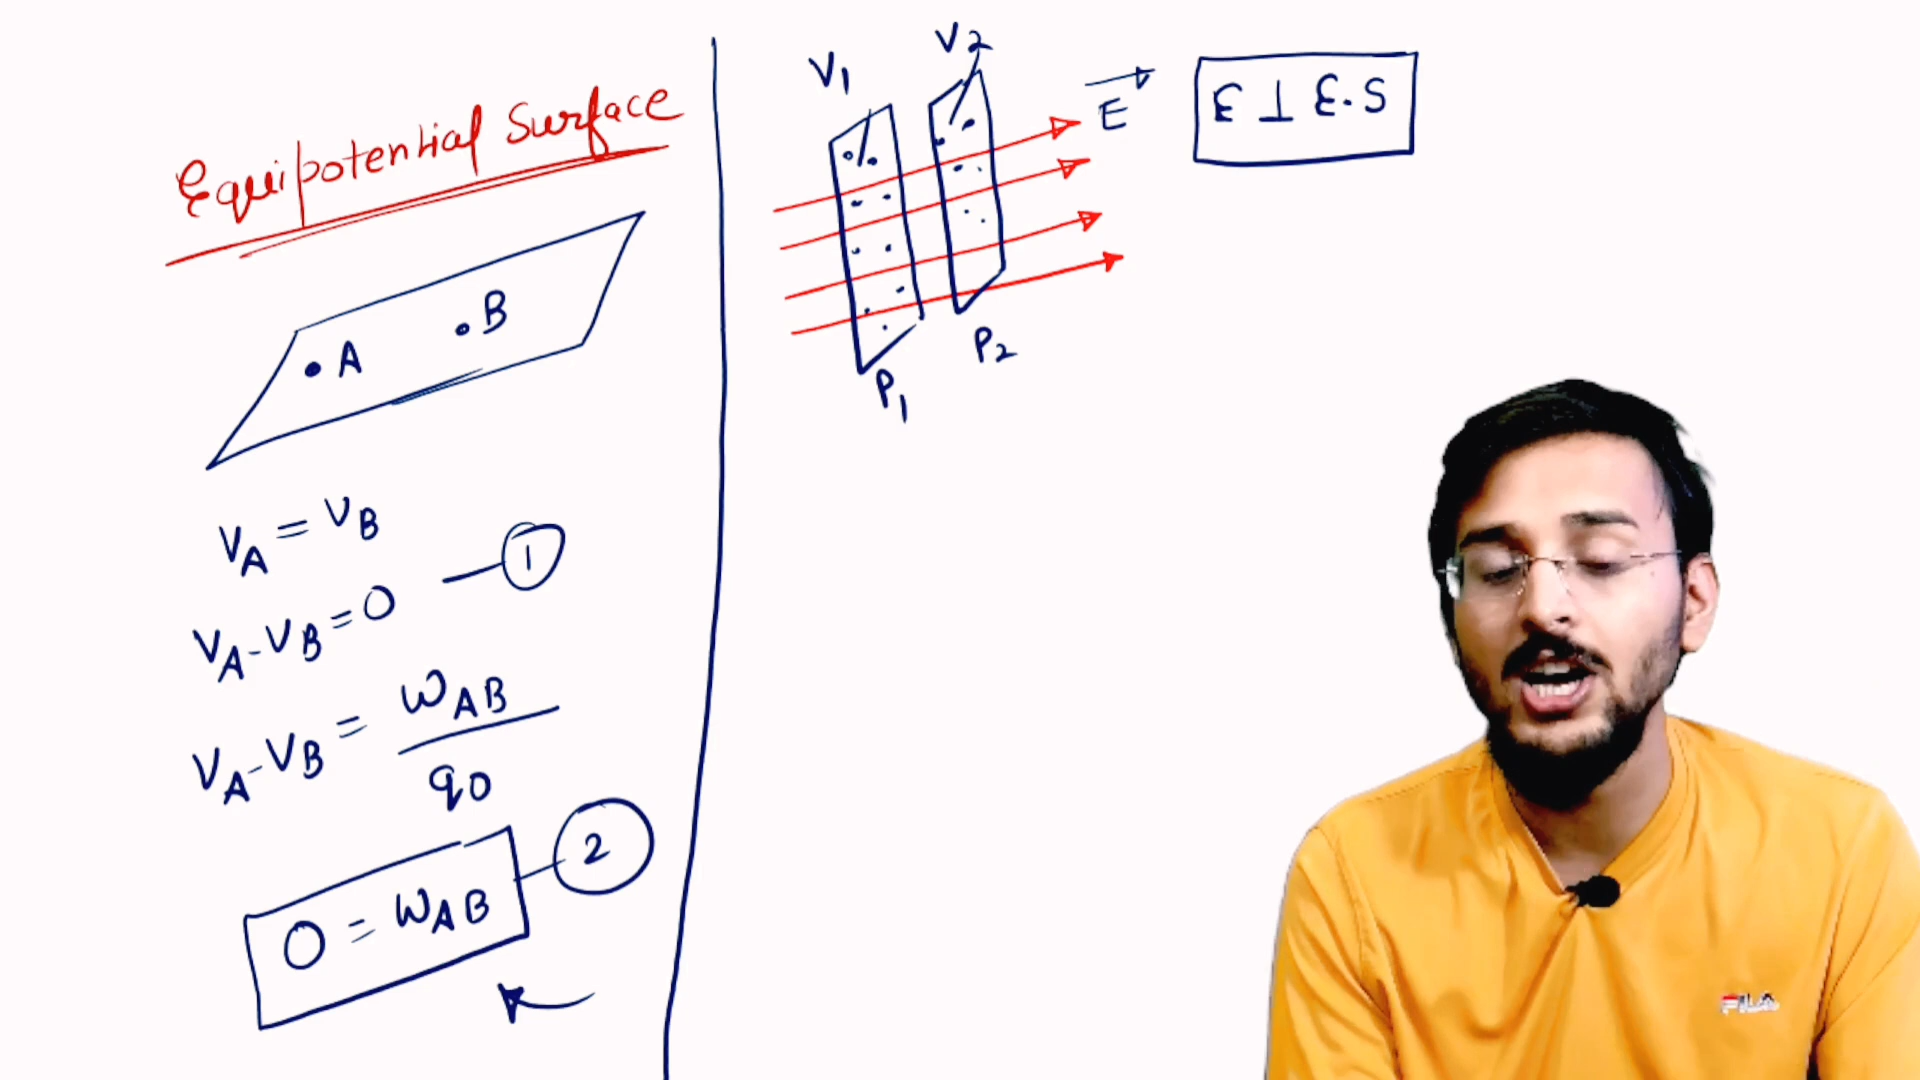 Equipotential Surface
A
B
VA = VB
VA-VB=0 —①
VA-VB = WAB
q0
0 = WAB —②
V1
V2
E
P1
P2
E ⊥ E.S
FILA